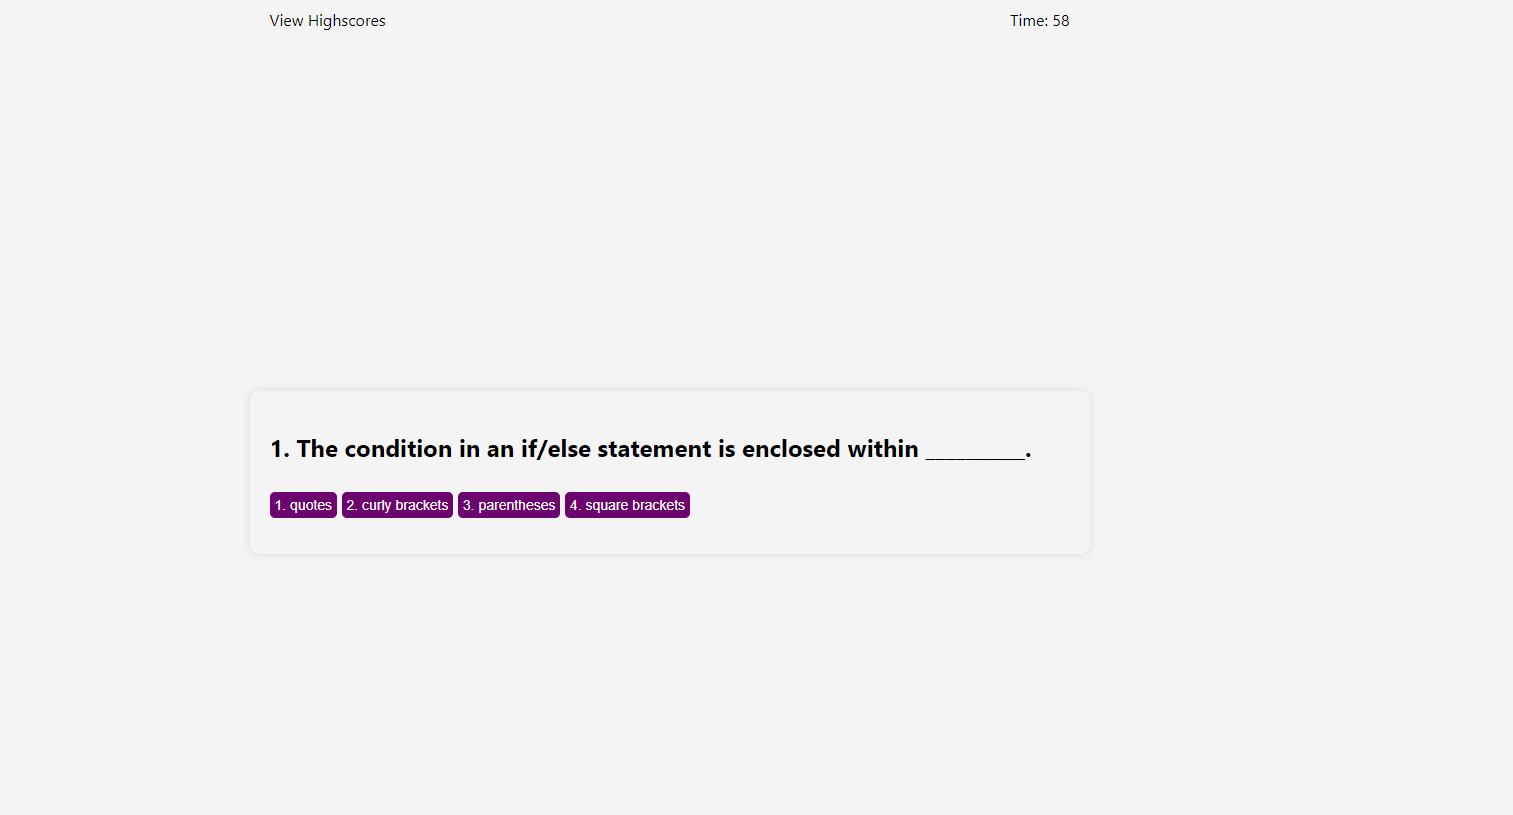 View Highscores Time: 58
1. The condition in an if/else statement is enclosed within __________.
1. quotes 2. curly brackets 3. parentheses 4. square brackets